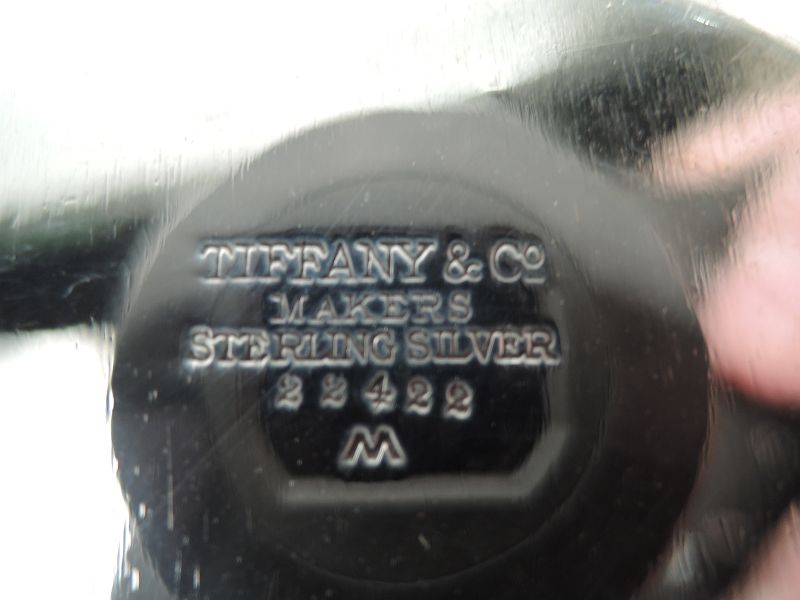 TIFFANY & Co
MAKERS
STERLING SILVER
22422
M